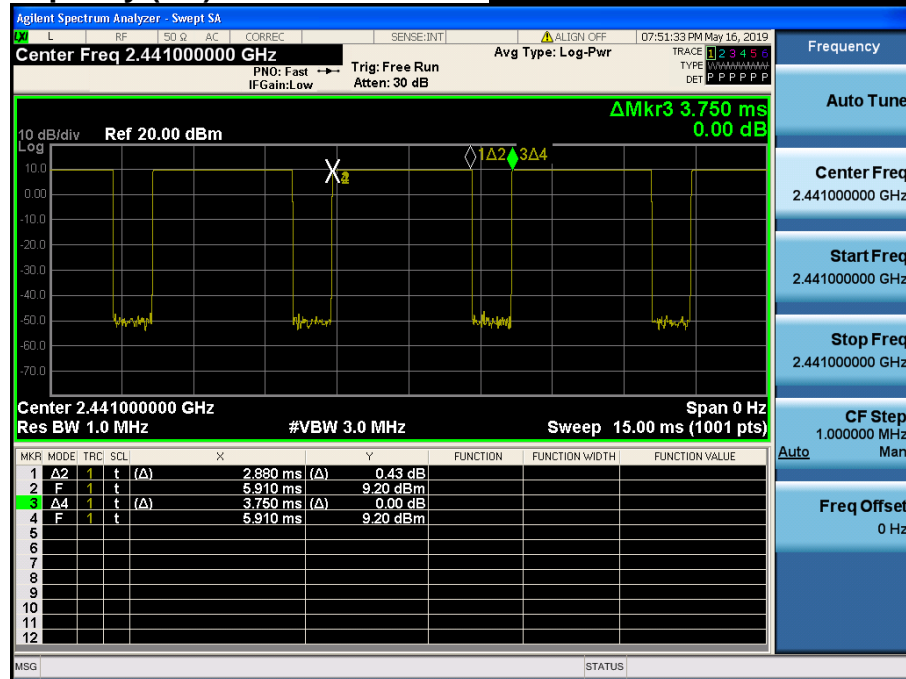 Agilent Spectrum Analyzer - Swept SA
LXI L RF 50 Ω AC CORREC SENSE:INT ALIGN OFF 07:51:33 PM May 16, 2019
Center Freq 2.441000000 GHz
Avg Type: Log-Pwr
TRACE 1 2 3 4 5 6
PNO: Fast Trig: Free Run
TYPE WWWWWW
IFGain:Low Atten: 30 dB
DET P P P P P P
ΔMkr3 3.750 ms
0.00 dB
10 dB/div Ref 20.00 dBm
Log
1Δ2 3Δ4
10.0
X
0.00
-10.0
-20.0
-30.0
-40.0
-50.0
-60.0
-70.0
Center 2.441000000 GHz Span 0 Hz
Res BW 1.0 MHz #VBW 3.0 MHz Sweep 15.00 ms (1001 pts)
MKR MODE TRC SCL X Y FUNCTION FUNCTION WIDTH FUNCTION VALUE
1 Δ2 1 t (Δ) 2.880 ms (Δ) 0.43 dB
2 F 1 t 5.910 ms 9.20 dBm
3 Δ4 1 t (Δ) 3.750 ms (Δ) 0.00 dB
4 F 1 t 5.910 ms 9.20 dBm
5
6
7
8
9
10
11
12
MSG STATUS
Frequency
Auto Tune
Center Freq
2.441000000 GHz
Start Freq
2.441000000 GHz
Stop Freq
2.441000000 GHz
CF Step
1.000000 MHz
Auto Man
Freq Offset
0 Hz